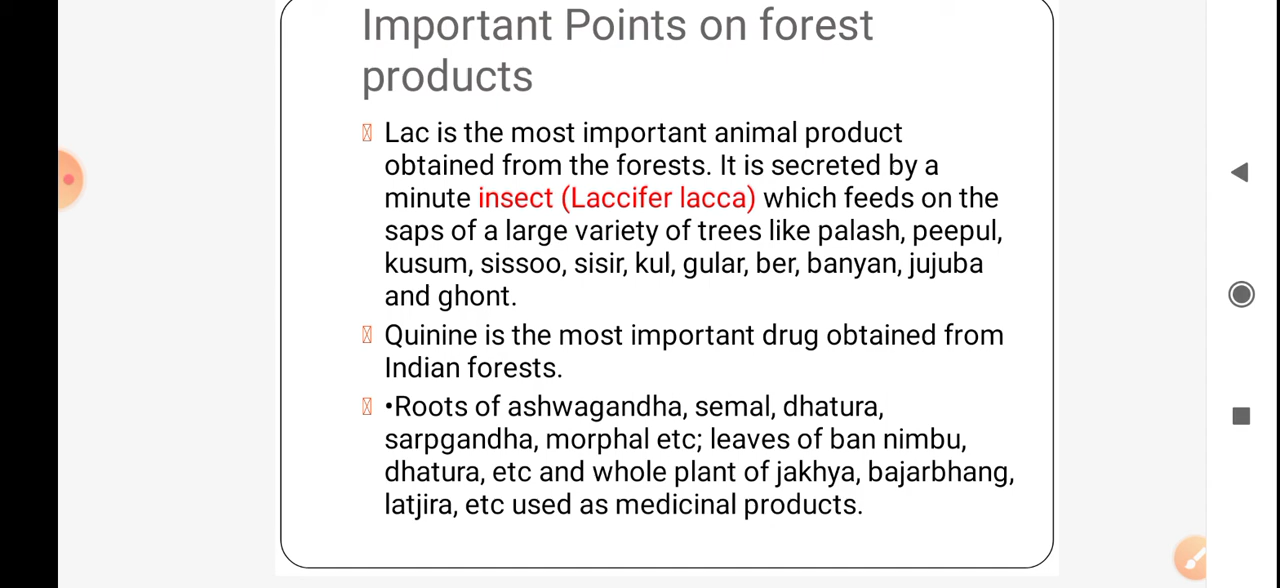 Important Points on forest
products
Lac is the most important animal product
obtained from the forests. It is secreted by a
minute insect (Laccifer lacca) which feeds on the
saps of a large variety of trees like palash, peepul,
kusum, sissoo, sisir, kul, gular, ber, banyan, jujuba
and ghont.
Quinine is the most important drug obtained from
Indian forests.
•Roots of ashwagandha, semal, dhatura,
sarpgandha, morphal etc; leaves of ban nimbu,
dhatura, etc and whole plant of jakhya, bajarbhang,
latjira, etc used as medicinal products.